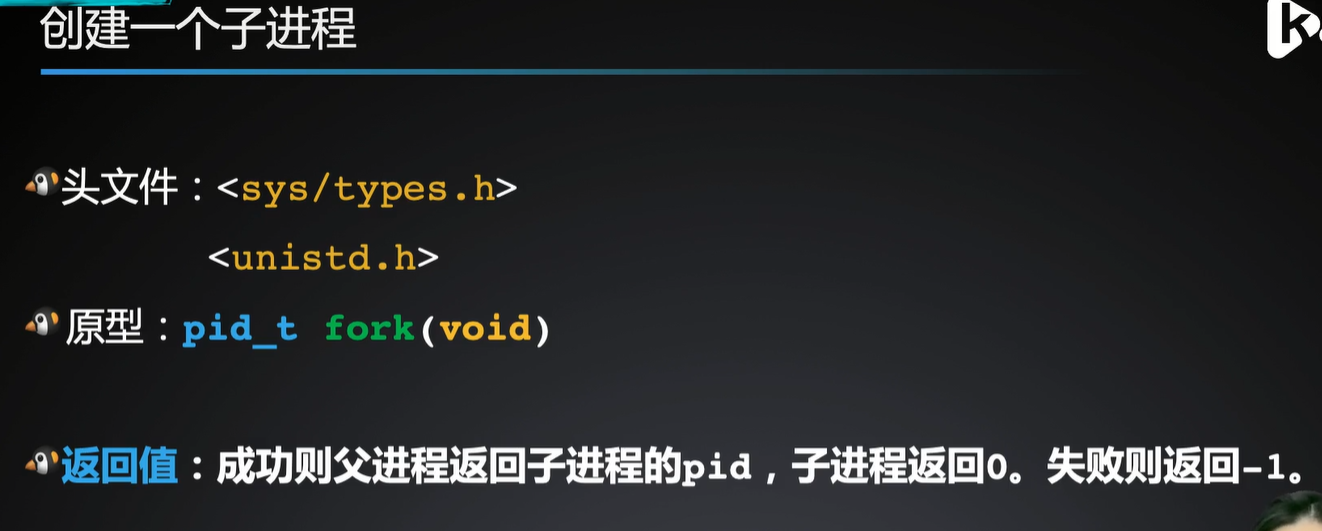 创建一个子进程
头文件：<sys/types.h>
<unistd.h>
原型：pid_t fork(void)
返回值：成功则父进程返回子进程的pid，子进程返回0。失败则返回-1。